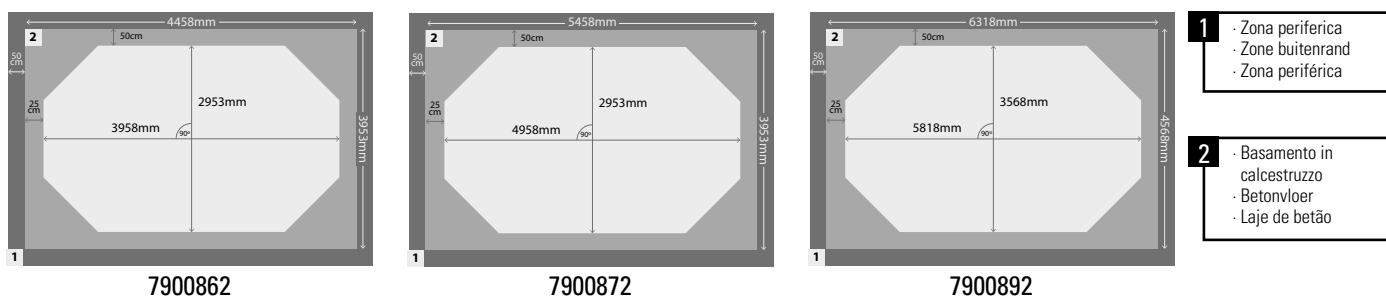 4458mm
2
50cm
50
cm
25
cm
2953mm
3958mm
90º
3953mm
1
7900862
5458mm
2
50cm
50
cm
25
cm
2953mm
4958mm
90º
3953mm
1
7900872
6318mm
2
50cm
50
cm
25
cm
3568mm
5818mm
90º
4568mm
1
7900892
1
· Zona periferica
· Zone buitenrand
· Zona periférica
2
· Basamento in
calcestruzzo
· Betonvloer
· Laje de betão